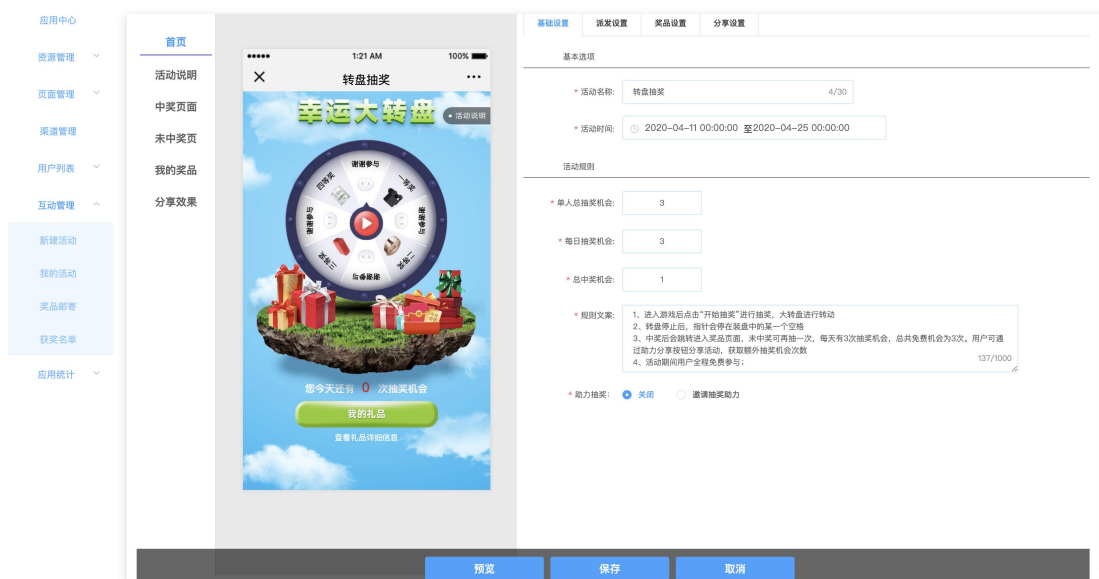 应用中心
资源管理
页面管理
渠道管理
用户列表
互动管理
新建活动
我的活动
奖品邮寄
获奖名单
应用统计
首页
活动说明
中奖页面
未中奖页
我的奖品
分享效果
1:21 AM
100%
转盘抽奖
幸运大转盘
• 活动说明
谢谢参与
一等奖
谢谢参与
二等奖
谢谢参与
三等奖
谢谢参与
四等奖
您今天还有 0 次抽奖机会
我的礼品
查看礼品详细信息
基础设置 派发设置 奖品设置 分享设置
基本选项
* 活动名称: 转盘抽奖 4/30
* 活动时间: 2020-04-11 00:00:00 至2020-04-25 00:00:00
活动规则
* 单人总抽奖机会: 3
* 每日抽奖机会: 3
* 总中奖机会: 1
* 规则文案: 1、进入游戏后点击"开始抽奖"进行抽奖，大转盘进行转动
2、转盘停止后，指针会停在装盘中的某一个空格
3、中奖后会跳转进入奖品页面，未中奖可再抽一次，每天有3次抽奖机会，总共免费机会为3次，用户可通
过助力分享按钮分享活动，获取额外抽奖机会次数
4、活动期间用户全程免费参与；
137/1000
* 助力抽奖: 关闭 邀请抽奖助力
预览 保存 取消